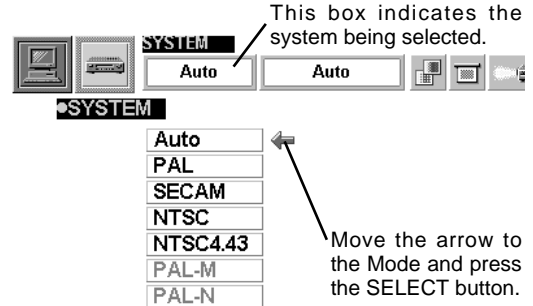 This box indicates the
system being selected.
SYSTEM
Auto
Auto
●SYSTEM
Auto
PAL
SECAM
NTSC
NTSC4.43
PAL-M
PAL-N
Move the arrow to
the Mode and press
the SELECT button.